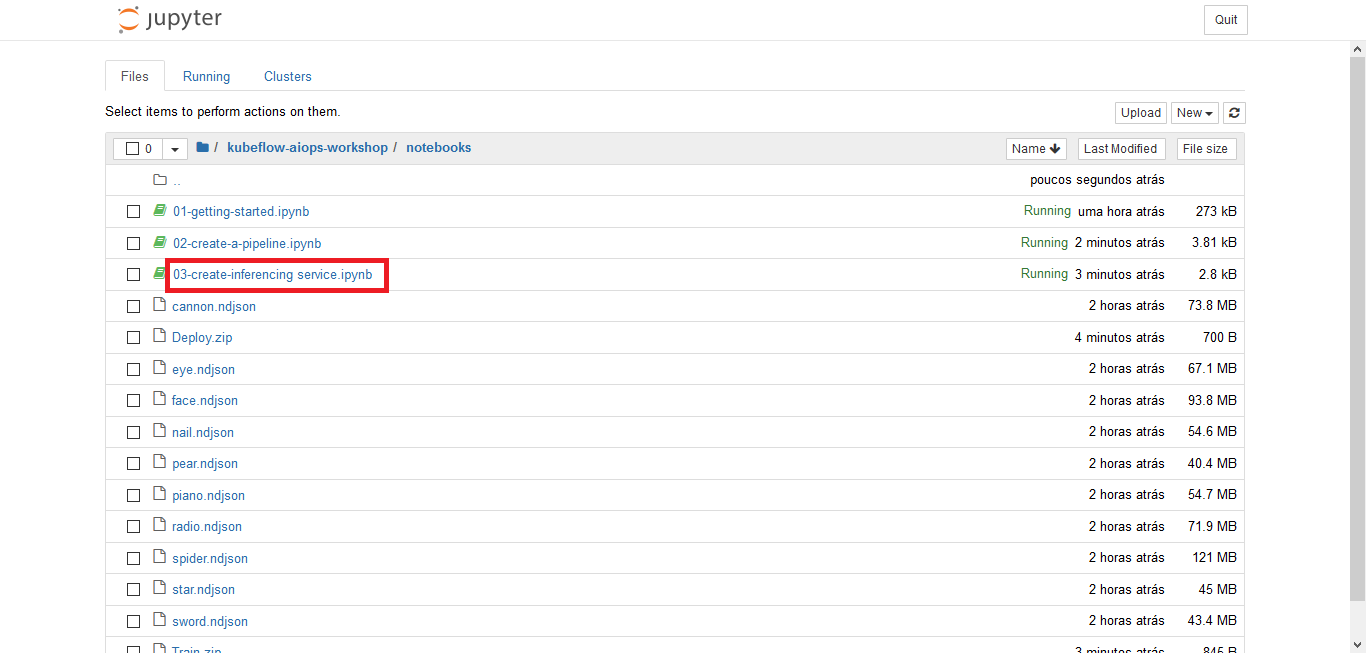 jupyter
Quit
Files Running Clusters
Select items to perform actions on them.
Upload New
0 / kubeflow-aiops-workshop / notebooks Name Last Modified File size
.. poucos segundos atrás
01-getting-started.ipynb Running uma hora atrás 273 kB
02-create-a-pipeline.ipynb Running 2 minutos atrás 3.81 kB
03-create-inferencing service.ipynb Running 3 minutos atrás 2.8 kB
cannon.ndjson 2 horas atrás 73.8 MB
Deploy.zip 4 minutos atrás 700 B
eye.ndjson 2 horas atrás 67.1 MB
face.ndjson 2 horas atrás 93.8 MB
nail.ndjson 2 horas atrás 54.6 MB
pear.ndjson 2 horas atrás 40.4 MB
piano.ndjson 2 horas atrás 54.7 MB
radio.ndjson 2 horas atrás 71.9 MB
spider.ndjson 2 horas atrás 121 MB
star.ndjson 2 horas atrás 45 MB
sword.ndjson 2 horas atrás 43.4 MB
Train.zip 3 minutos atrás 845 B